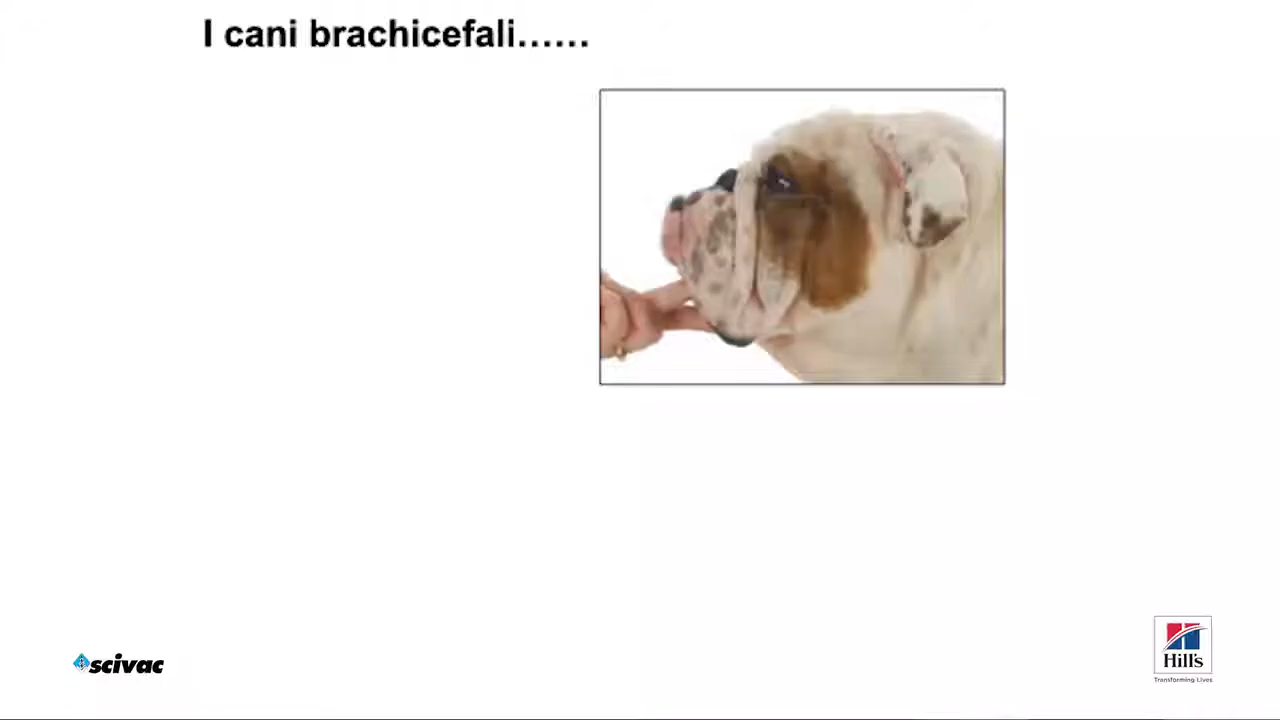 I cani brachicefali......
scivac
Hill's
Transforming Lives